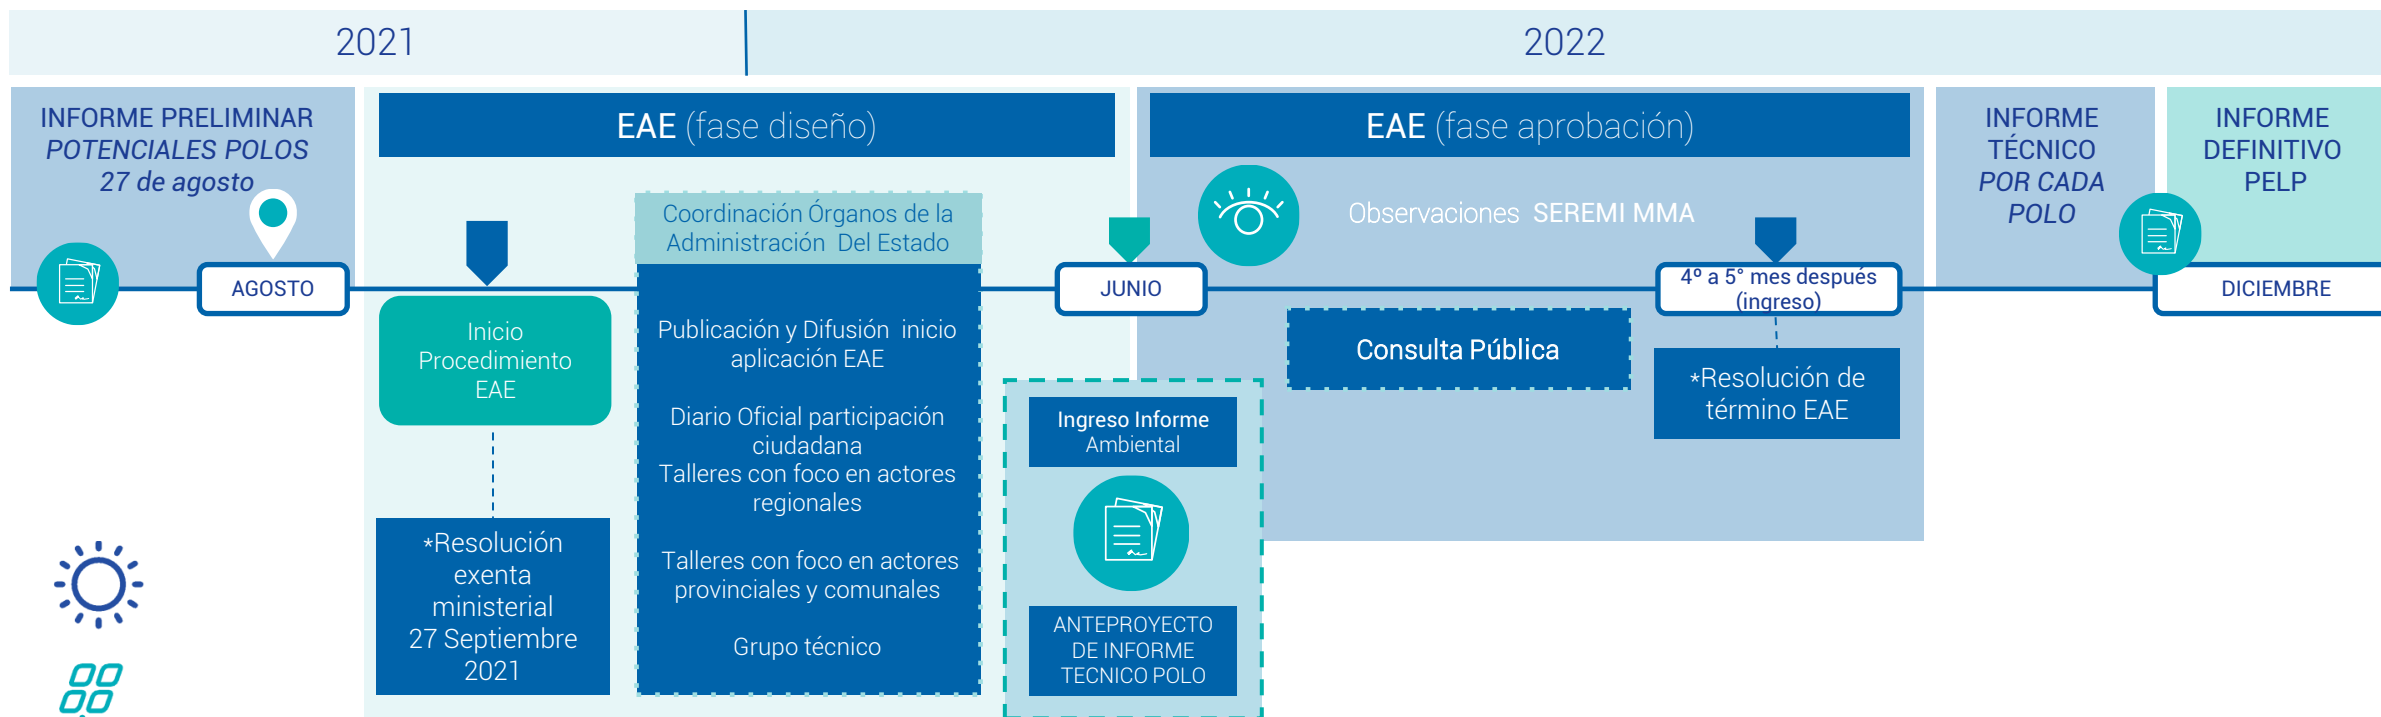 2021
2022
INFORME PRELIMINAR
POTENCIALES POLOS
27 de agosto
AGOSTO
EAE (fase diseño)
Inicio
Procedimiento
EAE
*Resolución
exenta
ministerial
27 Septiembre
2021
Coordinación Órganos de la
Administración Del Estado
Publicación y Difusión inicio
aplicación EAE
Diario Oficial participación
ciudadana
Talleres con foco en actores
regionales
Talleres con foco en actores
provinciales y comunales
Grupo técnico
JUNIO
Ingreso Informe
Ambiental
ANTEPROYECTO
DE INFORME
TECNICO POLO
EAE (fase aprobación)
Observaciones SEREMI MMA
Consulta Pública
4º a 5° mes después
(ingreso)
*Resolución de
término EAE
INFORME
TÉCNICO
POR CADA
POLO
INFORME
DEFINITIVO
PELP
DICIEMBRE